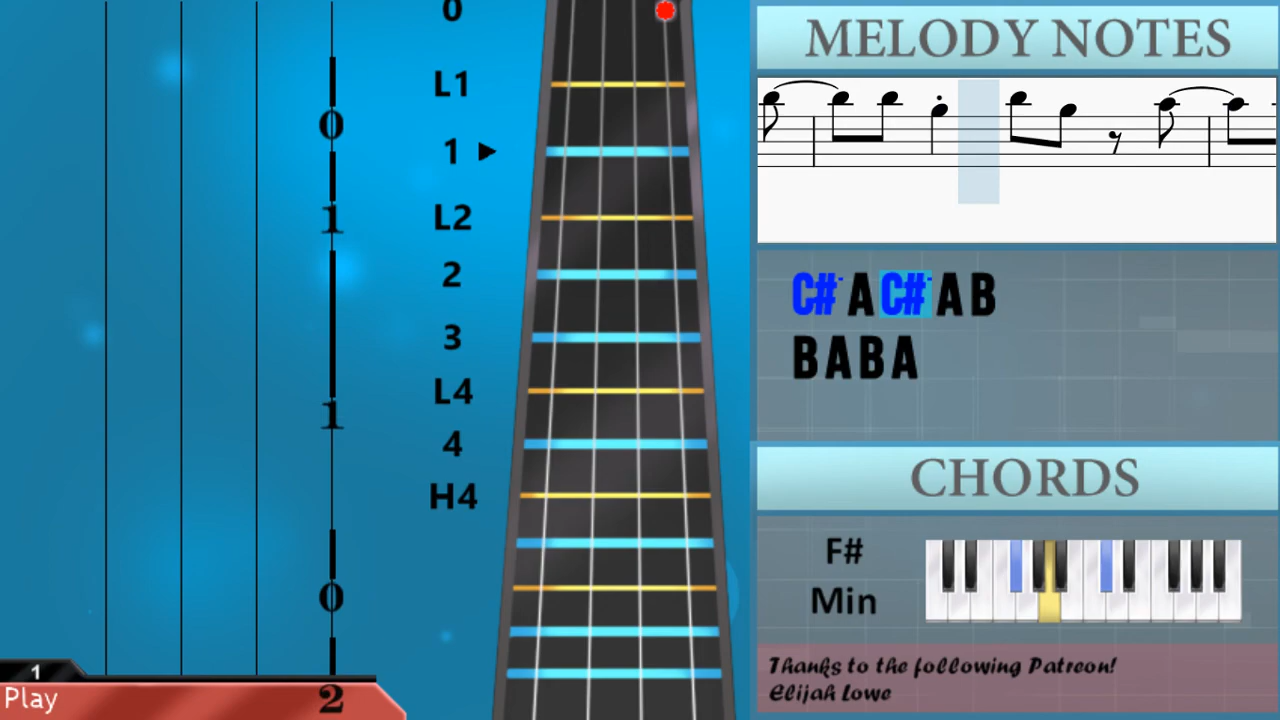 0
L1
1 ►
L2
2
3
L4
4
H4
0
1
1
0
2
1
Play
MELODY NOTES
C#- A C#- A B
B A B A
CHORDS
F#
Min
Thanks to the following Patreon!
Elijah Lowe